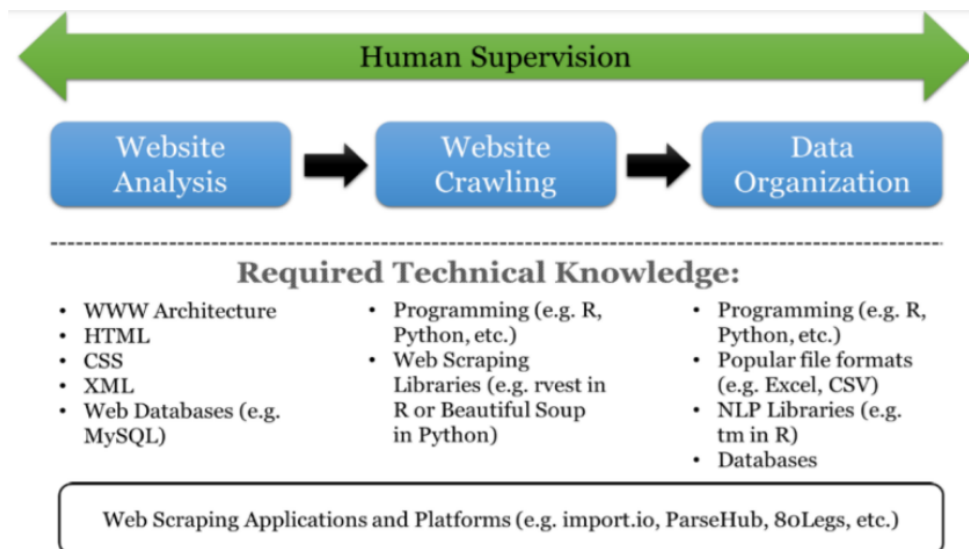 Human Supervision
Website
Analysis
Website
Crawling
Data
Organization
Required Technical Knowledge:
• WWW Architecture
• HTML
• CSS
• XML
• Web Databases (e.g.
MySQL)
• Programming (e.g. R,
Python, etc.)
• Web Scraping
Libraries (e.g. rvest in
R or Beautiful Soup
in Python)
• Programming (e.g. R,
Python, etc.)
• Popular file formats
(e.g. Excel, CSV)
• NLP Libraries (e.g.
tm in R)
• Databases
Web Scraping Applications and Platforms (e.g. import.io, ParseHub, 80Legs, etc.)